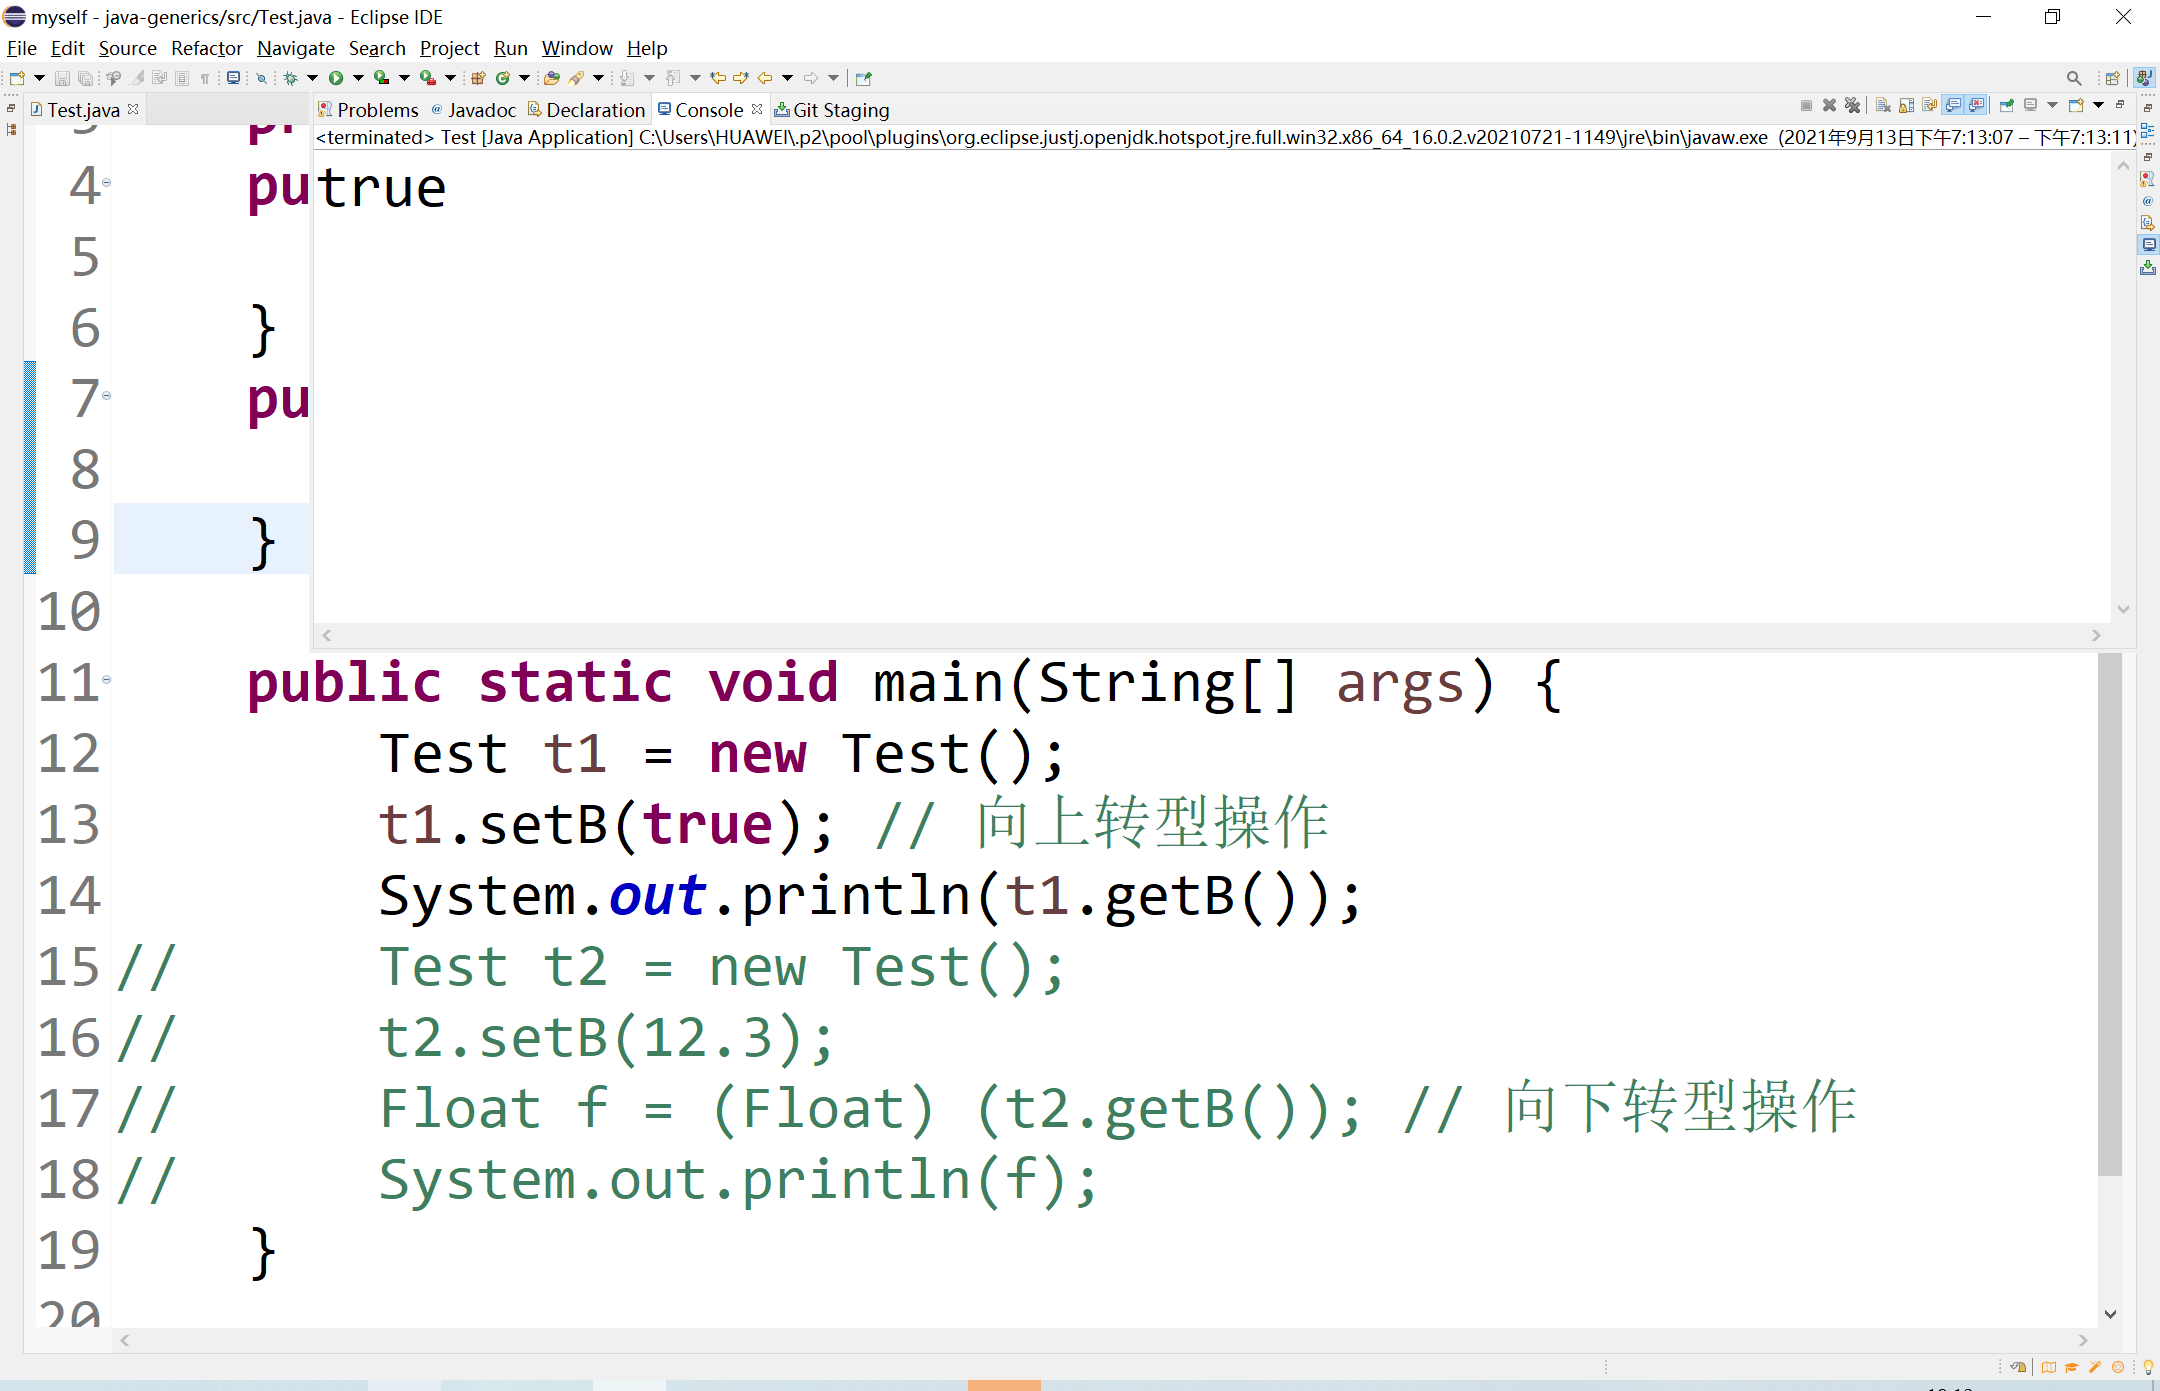 myself - java-generics/src/Test.java - Eclipse IDE
File Edit Source Refactor Navigate Search Project Run Window Help
Test.java
Problems @ Javadoc Declaration Console Git Staging
<terminated> Test [Java Application] C:\Users\HUAWEI\.p2\pool\plugins\org.eclipse.justj.openjdk.hotspot.jre.full.win32.x86_64_16.0.2.v20210721-1149\jre\bin\javaw.exe (2021年9月13日下午7:13:07 – 下午7:13:11)
true
4 pu
5
6 }
7 pu
8
9 }
10
11 public static void main(String[] args) {
12 Test t1 = new Test();
13 t1.setB(true); // 向上转型操作
14 System.out.println(t1.getB());
15 // Test t2 = new Test();
16 // t2.setB(12.3);
17 // Float f = (Float) (t2.getB()); // 向下转型操作
18 // System.out.println(f);
19 }
20